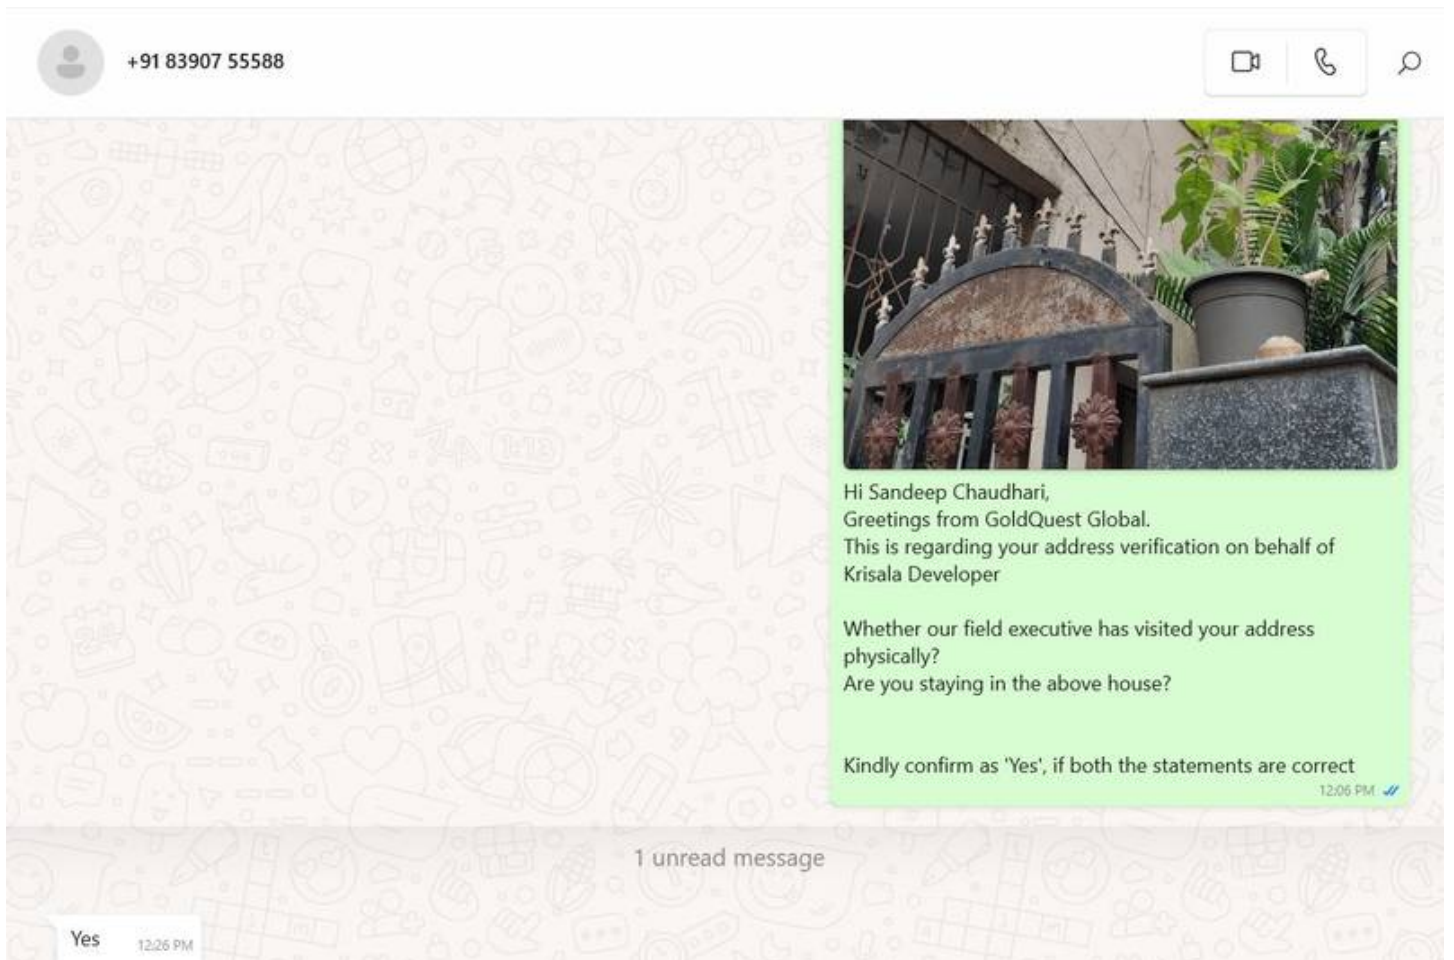 +91 83907 55588
Hi Sandeep Chaudhari,
Greetings from GoldQuest Global.
This is regarding your address verification on behalf of
Krisala Developer
Whether our field executive has visited your address
physically?
Are you staying in the above house?
Kindly confirm as 'Yes', if both the statements are correct
12:06 PM
1 unread message
Yes
12:26 PM